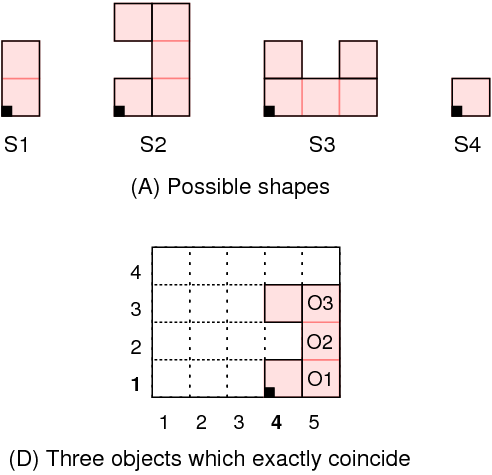 S1 S2 S3 S4
(A) Possible shapes
4
3 O3
2 O2
1 O1
1 2 3 4 5
(D) Three objects which exactly coincide